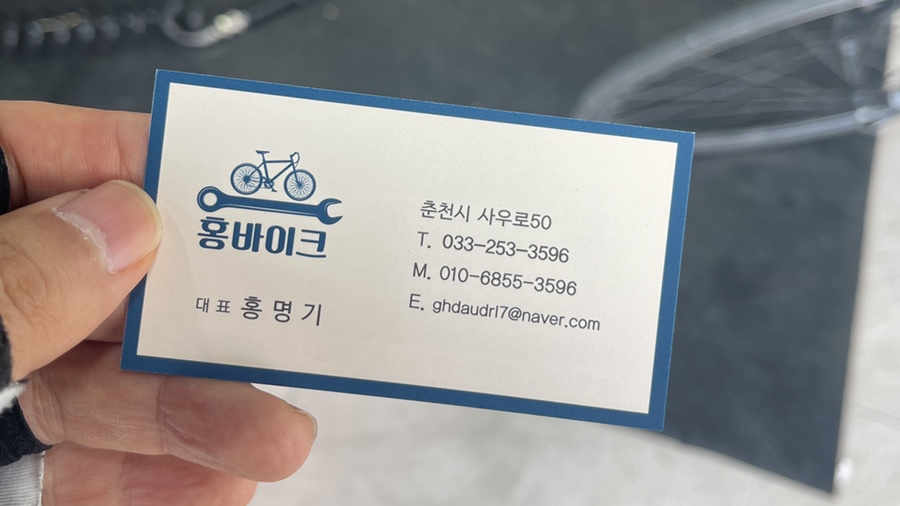 홍바이크
대표 홍명기
춘천시 사우로50
T. 033-253-3596
M. 010-6855-3596
E. ghdaudrl7@naver.com